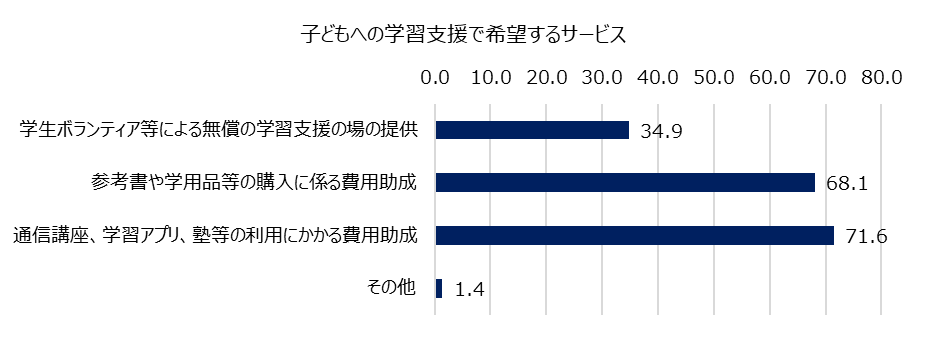 子どもへの学習支援で希望するサービス
0.0 10.0 20.0 30.0 40.0 50.0 60.0 70.0 80.0
学生ボランティア等による無償の学習支援の場の提供 34.9
参考書や学用品等の購入に係る費用助成 68.1
通信講座、学習アプリ、塾等の利用にかかる費用助成 71.6
その他 1.4